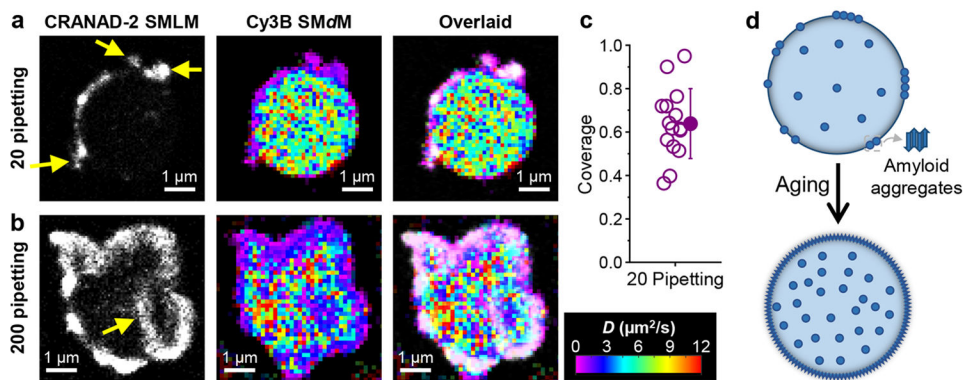 a CRANAD-2 SMLM Cy3B SMdM Overlaid
20 pipetting
1 μm 1 μm 1 μm
b
200 pipetting
1 μm 1 μm 1 μm
c
Coverage
1.0
0.8
0.6
0.4
0.2
0.0
20 Pipetting
D (μm²/s)
0 3 6 9 12
d
Amyloid
aggregates
Aging